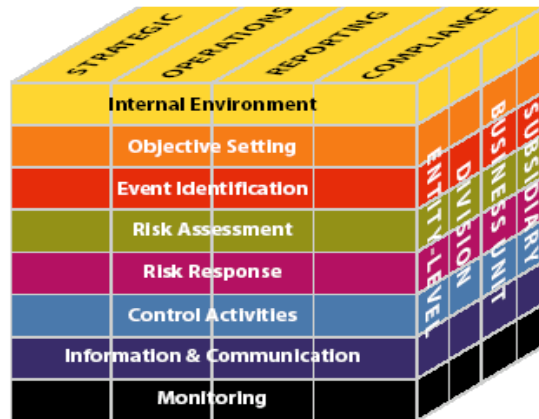 STRATEGIC
OPERATIONS
REPORTING
COMPLIANCE
Internal Environment
Objective Setting
Event Identification
Risk Assessment
Risk Response
Control Activities
Information & Communication
Monitoring
ENTITY-LEVEL
DIVISION
BUSINESS UNIT
SUBSIDIARY